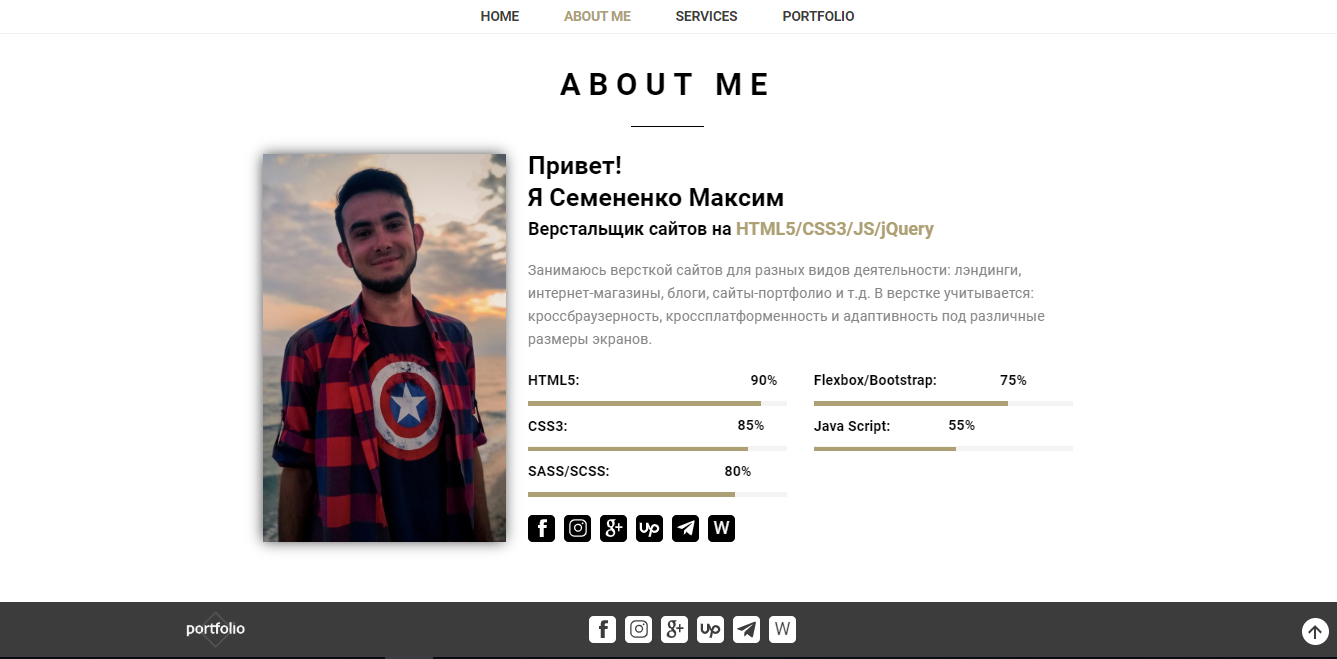 HOME ABOUT ME SERVICES PORTFOLIO
ABOUT ME
Привет!
Я Семененко Максим
Верстальщик сайтов на HTML5/CSS3/JS/jQuery
Занимаюсь версткой сайтов для разных видов деятельности: лэндинги,
интернет-магазины, блоги, сайты-портфолио и т.д. В верстке учитывается:
кроссбраузерность, кроссплатформенность и адаптивность под различные
размеры экранов.
HTML5: 90% Flexbox/Bootstrap: 75%
CSS3: 85% Java Script: 55%
SASS/SCSS: 80%
f g+ up W
portfolio f g+ up W